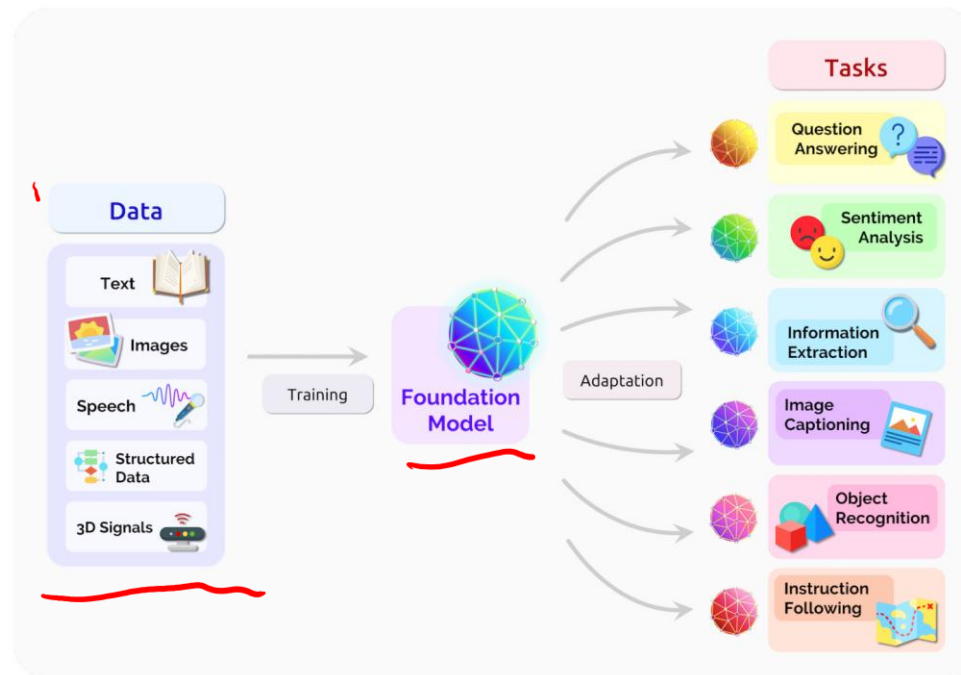 Data
Text
Images
Speech
Structured
Data
3D Signals
Training
Foundation
Model
Adaptation
Tasks
Question
Answering
?
Sentiment
Analysis
Information
Extraction
Image
Captioning
Object
Recognition
Instruction
Following